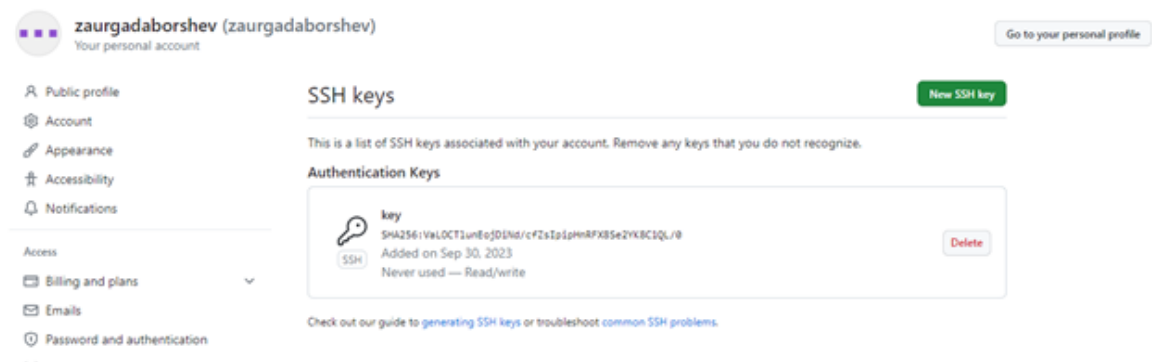 zaurgadaborshev (zaurgadaborshev)
Your personal account
Go to your personal profile
Public profile
Account
Appearance
Accessibility
Notifications
Access
Billing and plans
Emails
Password and authentication
SSH keys
New SSH key
This is a list of SSH keys associated with your account. Remove any keys that you do not recognize.
Authentication Keys
key
SSH
Added on Sep 30, 2023
Never used — Read/write
Delete
Check out our guide to generating SSH keys or troubleshoot common SSH problems.